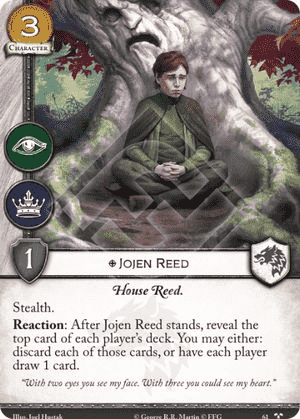 3
CHARACTER
1
JOJEN REED
House Reed.
Stealth.
Reaction: After Jojen Reed stands, reveal the
top card of each player's deck. You may either:
discard each of those cards, or have each player
draw 1 card.
"With two eyes you see my face. With three you could see my heart."
Illus. Joel Hustak © George R.R. Martin © FFG 61